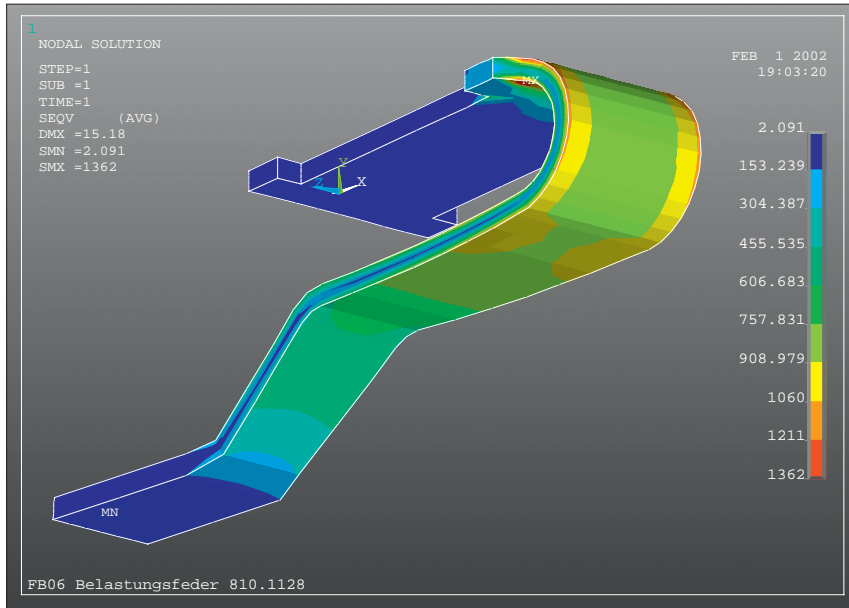 1
NODAL SOLUTION
STEP=1
SUB =1
TIME=1
SEQV (AVG)
DMX =15.18
SMN =2.091
SMX =1362
FEB 1 2002
19:03:20
2.091
153.239
304.387
455.535
606.683
757.831
908.979
1060
1211
1362
MX
Y
Z X
MN
FB06 Belastungsfeder 810.1128